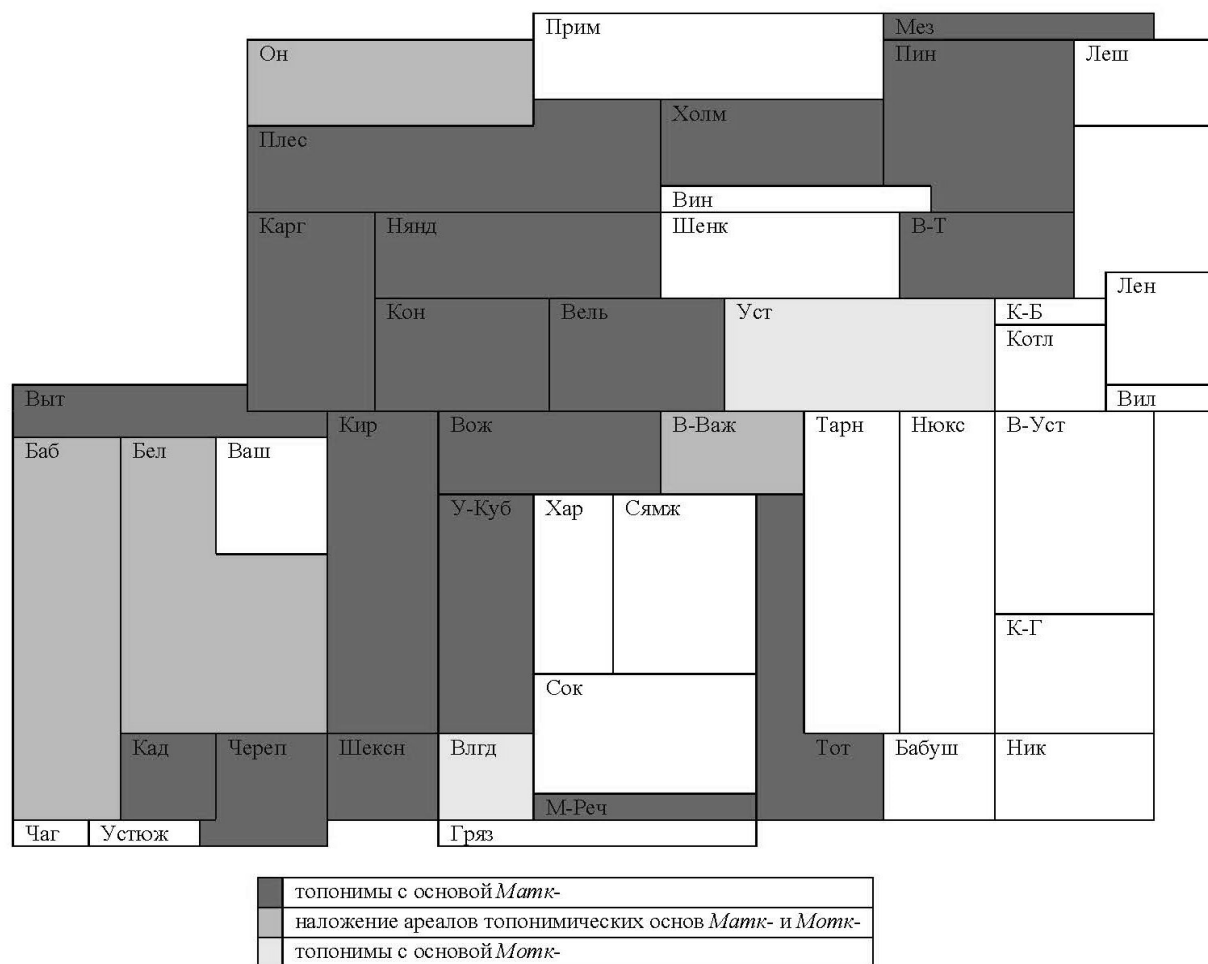 Прим
Мез
Он
Пин
Леш
Плес
Холм
Вин
Карг
Нянд
Шенк
В-Т
Лен
Кон
Вель
Уст
К-Б
Котл
Выт
Вил
Кир
Вож
В-Важ
Тарн
Нюкс
В-Уст
Баб
Бел
Ваш
У-Куб
Хар
Сямж
К-Г
Сок
Кад
Череп
Шексн
Влгд
Тот
Бабуш
Ник
М-Реч
Чаг
Устюж
Гряз
топонимы с основой Матк-
наложение ареалов топонимических основ Матк- и Мотк-
топонимы с основой Мотк-